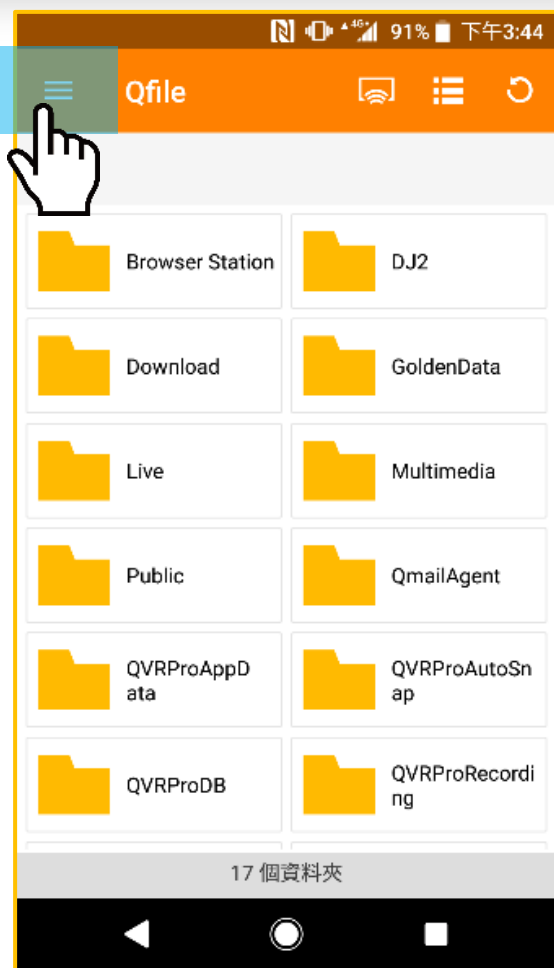 4G 91% 下午3:44
Qfile
Browser Station
DJ2
Download
GoldenData
Live
Multimedia
Public
QmailAgent
QVRProAppD
ata
QVRProAutoSn
ap
QVRProDB
QVRProRecordi
ng
17 個資料夾